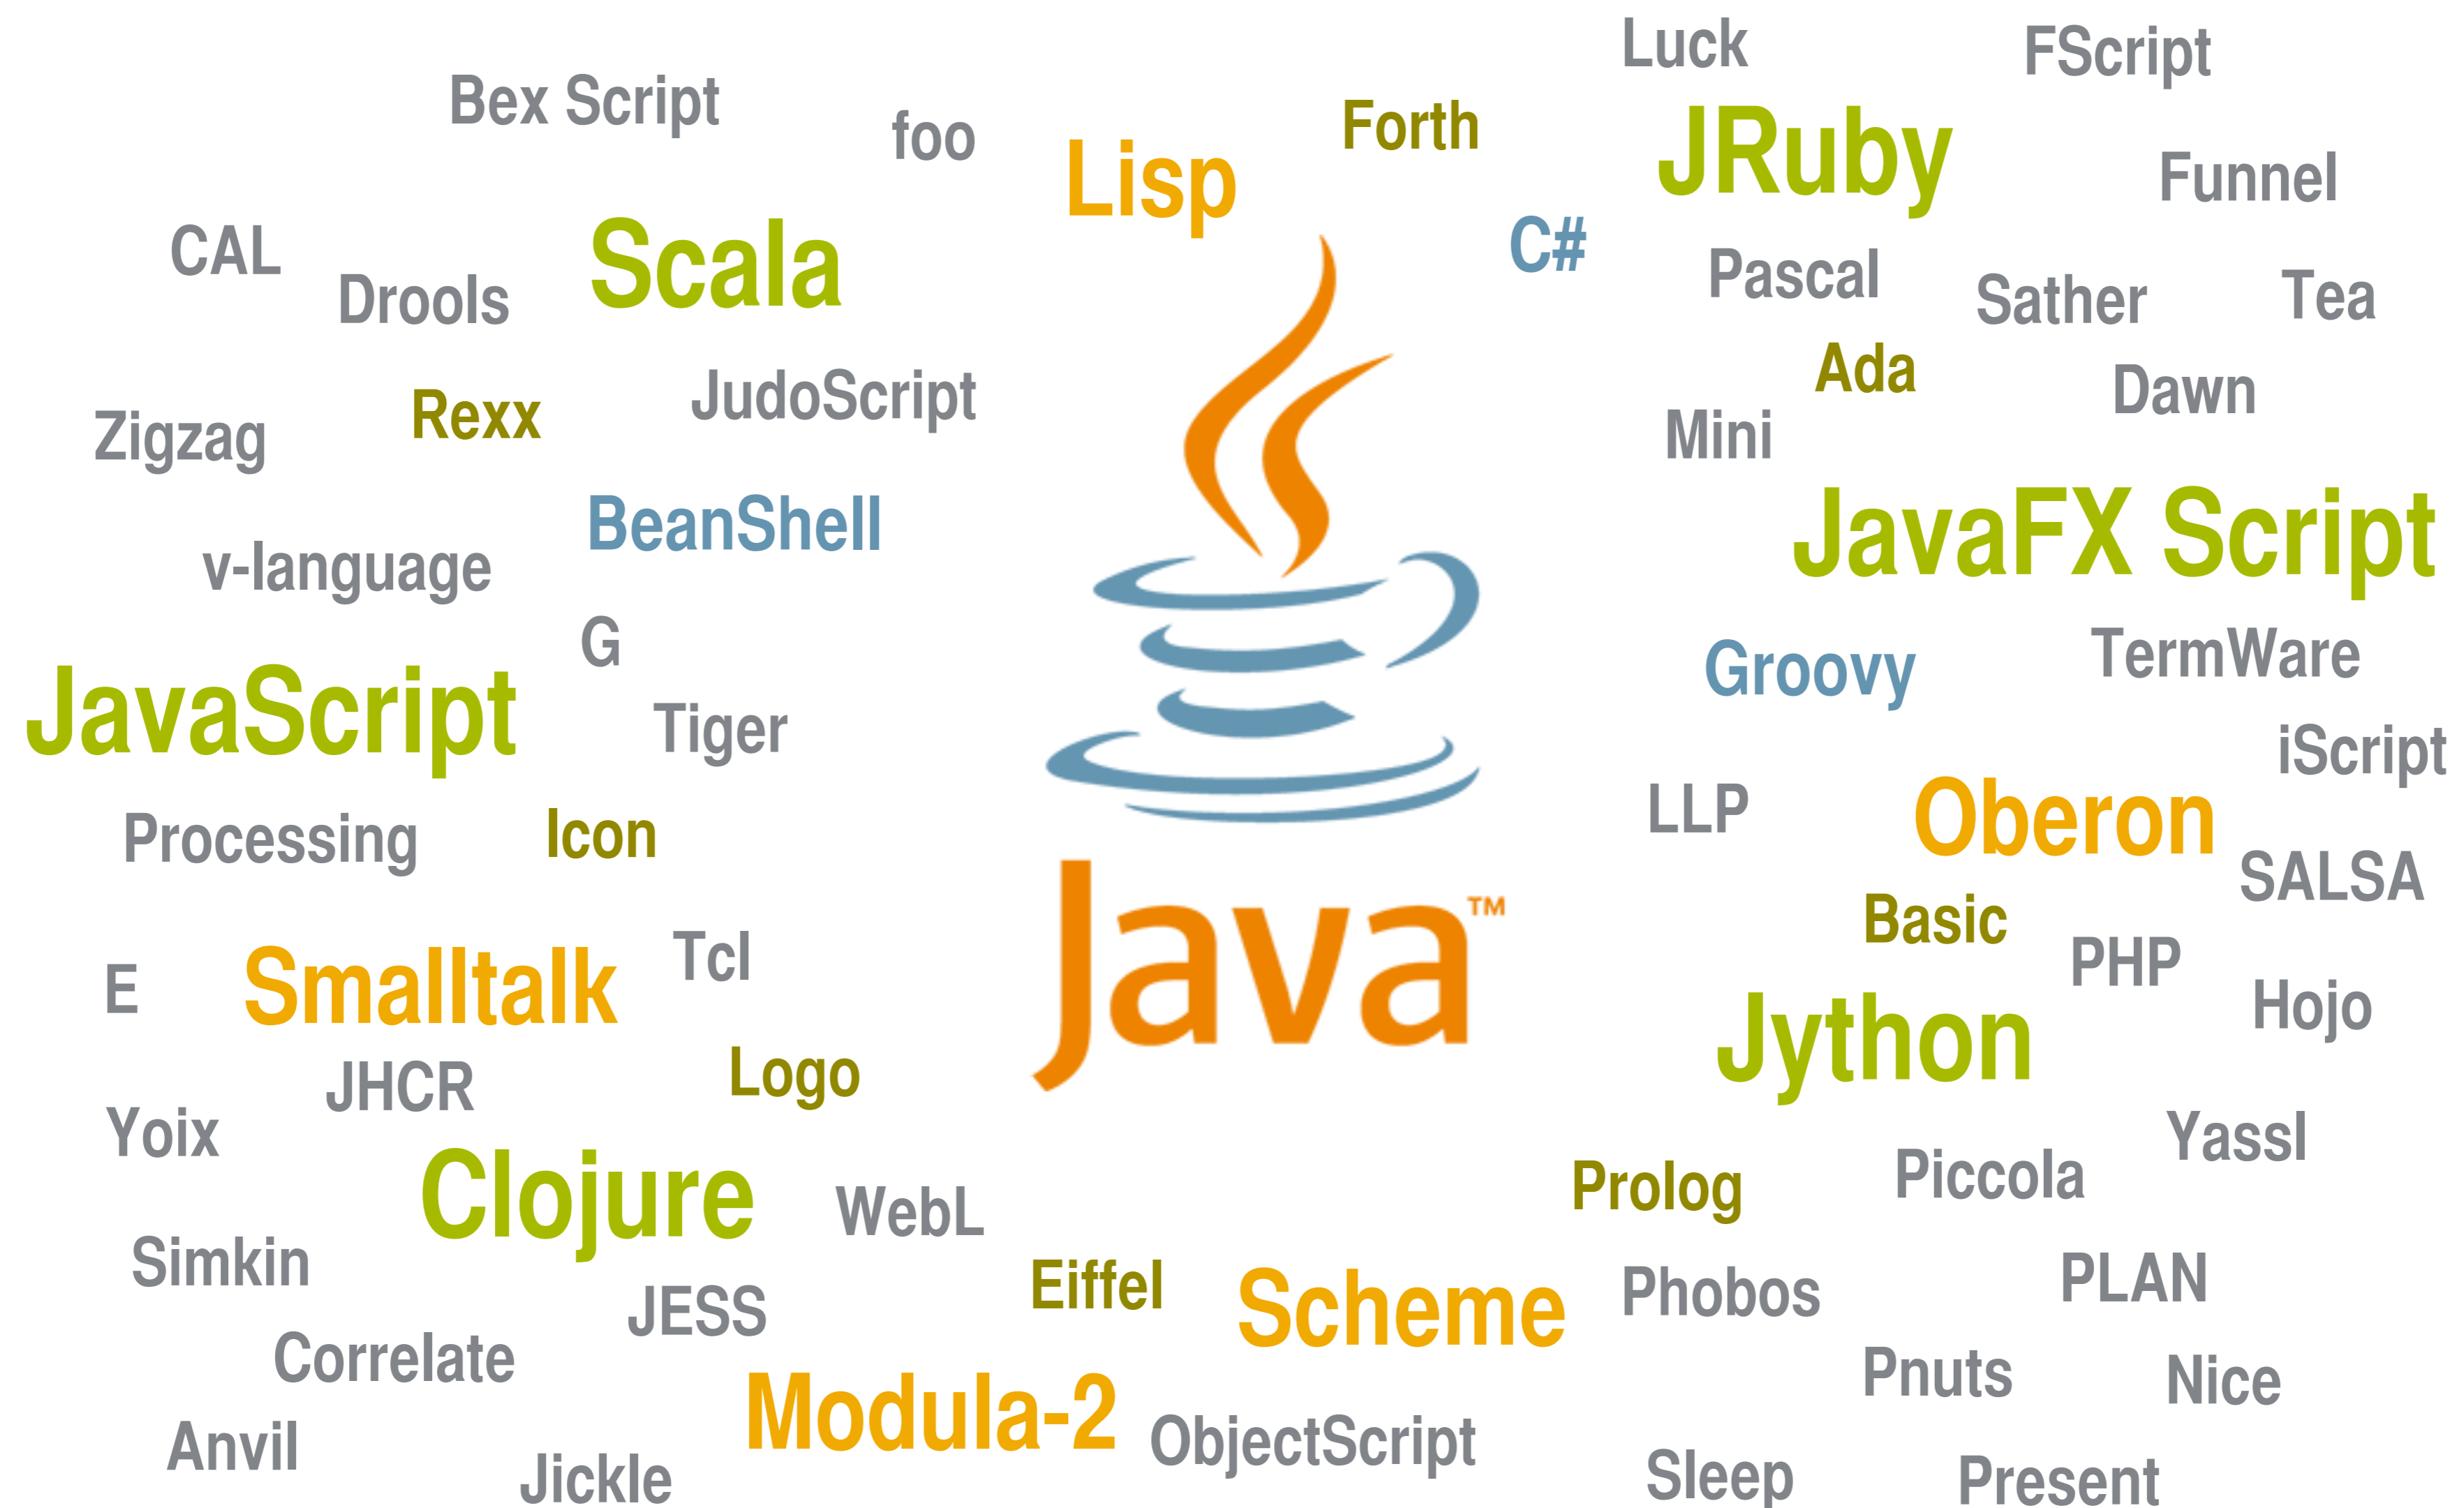 Luck
FScript
Bex Script
foo
Forth
JRuby
Lisp
Funnel
CAL
Scala
C#
Pascal
Drools
Sather
Tea
Ada
Rexx
JudoScript
Dawn
Zigzag
Mini
BeanShell
JavaFX Script
v-language
G
Groovy
TermWare
JavaScript
Tiger
iScript
Processing
Icon
LLP
Oberon
SALSA
Java™
Basic
Tcl
PHP
E
Smalltalk
Hojo
Jython
JHCR
Logo
Yoix
Yassl
Clojure
WebL
Prolog
Piccola
Simkin
Eiffel
Scheme
Phobos
PLAN
JESS
Correlate
Pnuts
Nice
Modula-2
ObjectScript
Anvil
Jickle
Sleep
Present